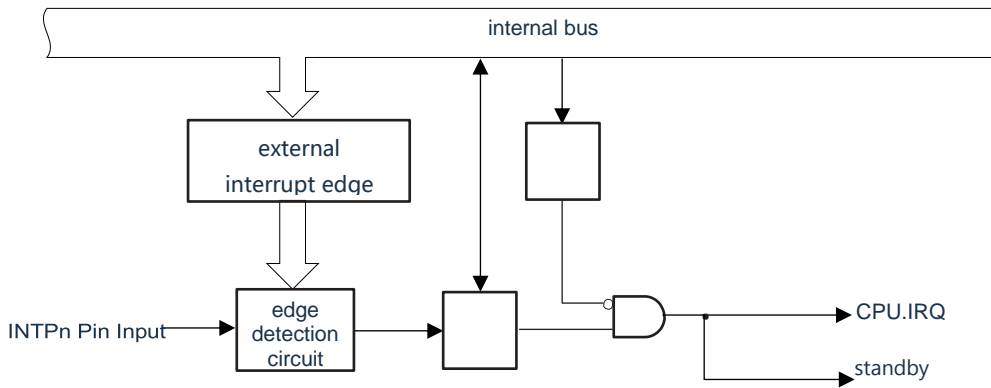 internal bus
external
interrupt edge
edge
detection
circuit
INTPn Pin Input
CPU.IRQ
standby